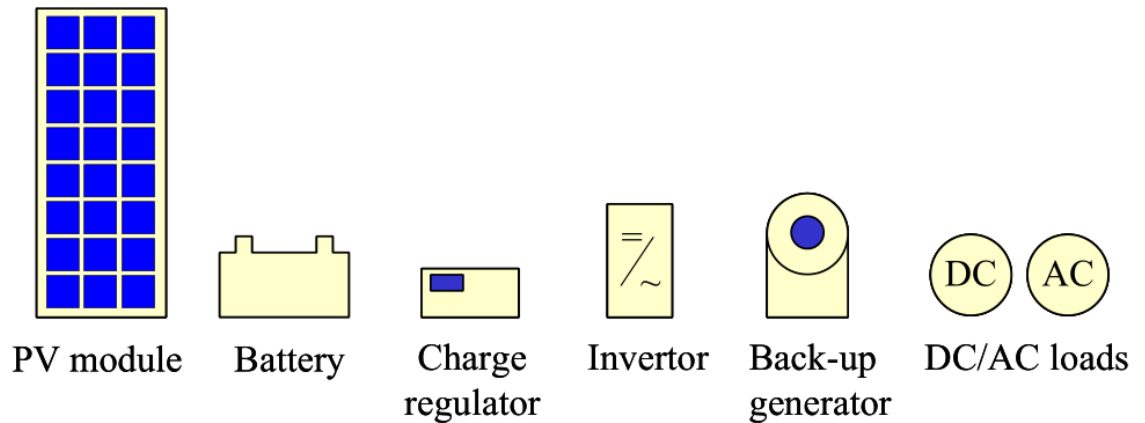 =
~
DC AC
PV module
Battery
Charge
regulator
Invertor
Back-up
generator
DC/AC loads